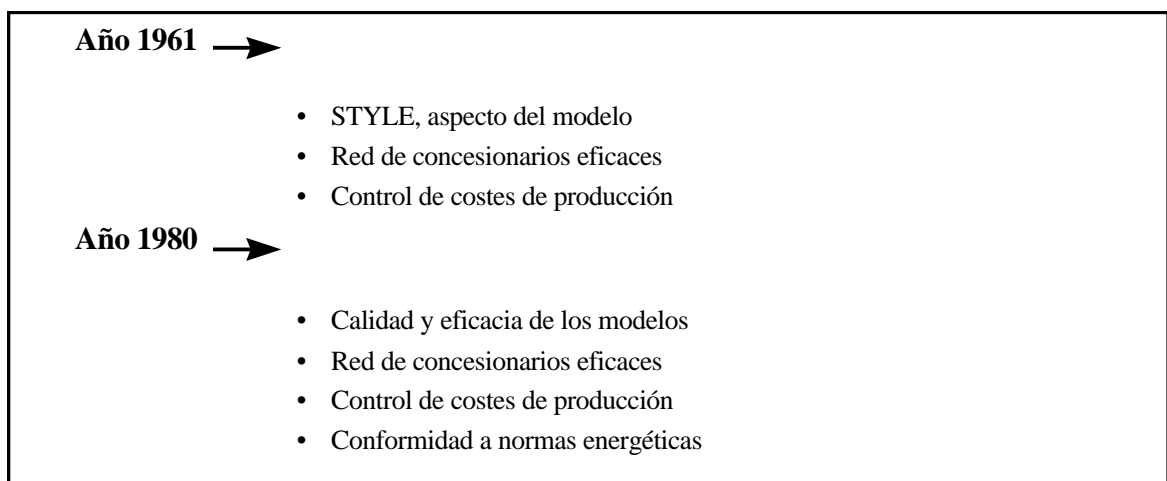 Año 1961
• STYLE, aspecto del modelo
• Red de concesionarios eficaces
• Control de costes de producción
Año 1980
• Calidad y eficacia de los modelos
• Red de concesionarios eficaces
• Control de costes de producción
• Conformidad a normas energéticas